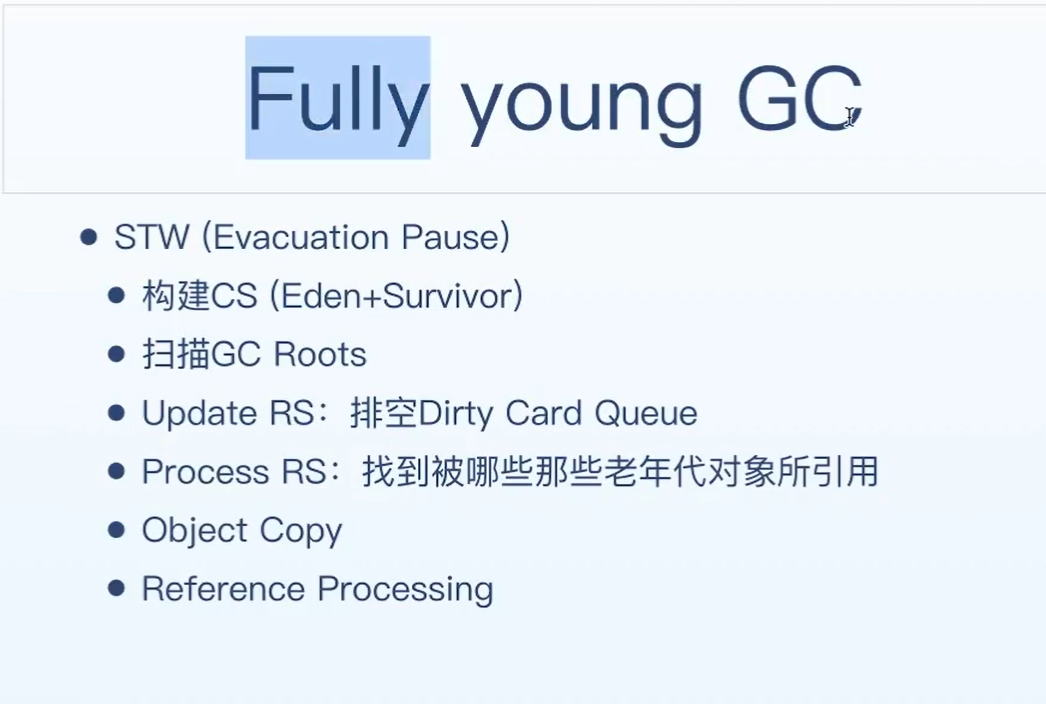 Fully young GC
STW (Evacuation Pause)
构建CS (Eden+Survivor)
扫描GC Roots
Update RS：排空Dirty Card Queue
Process RS：找到被哪些那些老年代对象所引用
Object Copy
Reference Processing